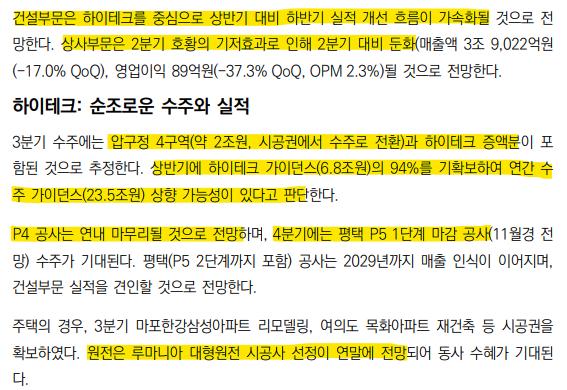 건설부문은 하이테크를 중심으로 상반기 대비 하반기 실적 개선 흐름이 가속화될 것으로 전
망한다. 상사부문은 2분기 호황의 기저효과로 인해 2분기 대비 둔화(매출액 3조 9,022억원
(-17.0% QoQ), 영업이익 89억원(-37.3% QoQ, OPM 2.3%)될 것으로 전망한다.
하이테크: 순조로운 수주와 실적
3분기 수주에는 압구정 4구역(약 2조원, 시공권에서 수주로 전환)과 하이테크 증액분이 포
함된 것으로 추정한다. 상반기에 하이테크 가이던스(6.8조원)의 94%를 기확보하여 연간 수
주 가이던스(23.5조원) 상향 가능성이 있다고 판단한다.
P4 공사는 연내 마무리될 것으로 전망하며, 4분기에는 평택 P5 1단계 마감 공사(11월경 전
망) 수주가 기대된다. 평택(P5 2단계까지 포함) 공사는 2029년까지 매출 인식이 이어지며,
건설부문 실적을 견인할 것으로 전망한다.
주택의 경우, 3분기 마포한강삼성아파트 리모델링, 여의도 목화아파트 재건축 등 시공권을
확보하였다. 원전은 루마니아 대형원전 시공사 선정이 연말에 전망되어 동사 수혜가 기대된
다.